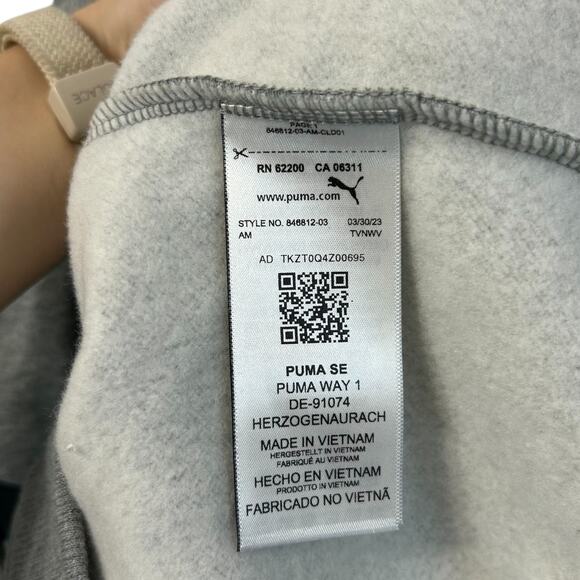 PAGE 1
846812-03-AM-CLD01
RN 62200 CA 06311
www.puma.com
STYLE NO. 846812-03 03/30/23
AM TVNWV
AD TKZT0Q4Z00695
PUMA SE
PUMA WAY 1
DE-91074
HERZOGENAURACH
MADE IN VIETNAM
HERGESTELLT IN VIETNAM
FABRIQUÉ AU VIETNAM
HECHO EN VIETNAM
PRODOTTO IN VIETNAM
FABRICADO NO VIETNÃ